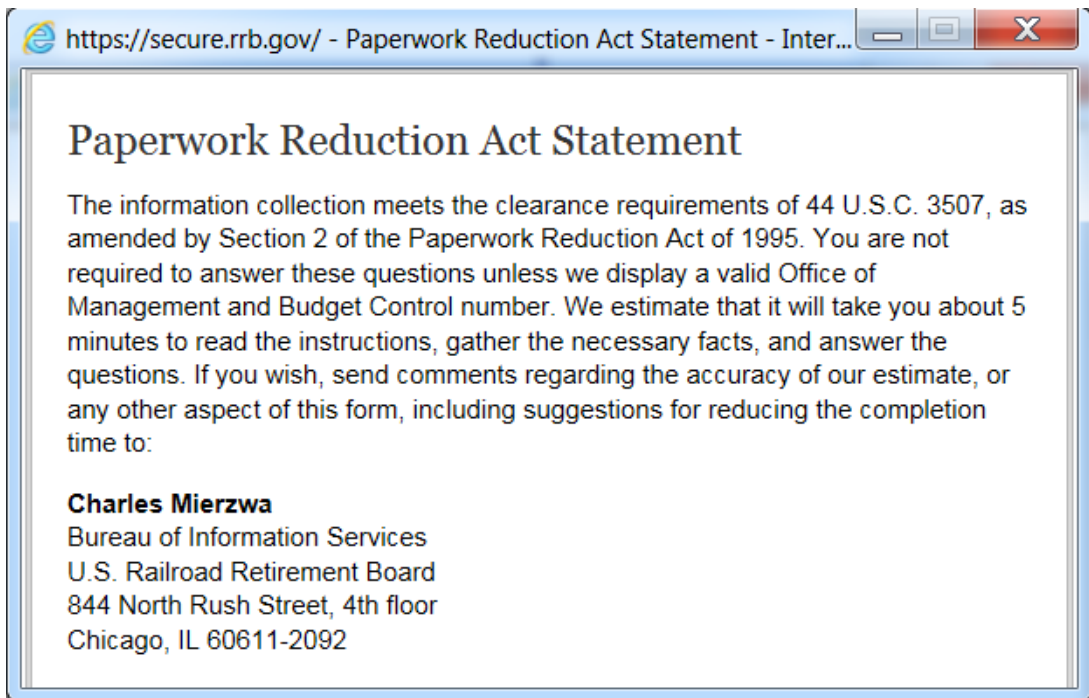 https://secure.rrb.gov/ - Paperwork Reduction Act Statement - Inter...
Paperwork Reduction Act Statement
The information collection meets the clearance requirements of 44 U.S.C. 3507, as
amended by Section 2 of the Paperwork Reduction Act of 1995. You are not
required to answer these questions unless we display a valid Office of
Management and Budget Control number. We estimate that it will take you about 5
minutes to read the instructions, gather the necessary facts, and answer the
questions. If you wish, send comments regarding the accuracy of our estimate, or
any other aspect of this form, including suggestions for reducing the completion
time to:
Charles Mierzwa
Bureau of Information Services
U.S. Railroad Retirement Board
844 North Rush Street, 4th floor
Chicago, IL 60611-2092